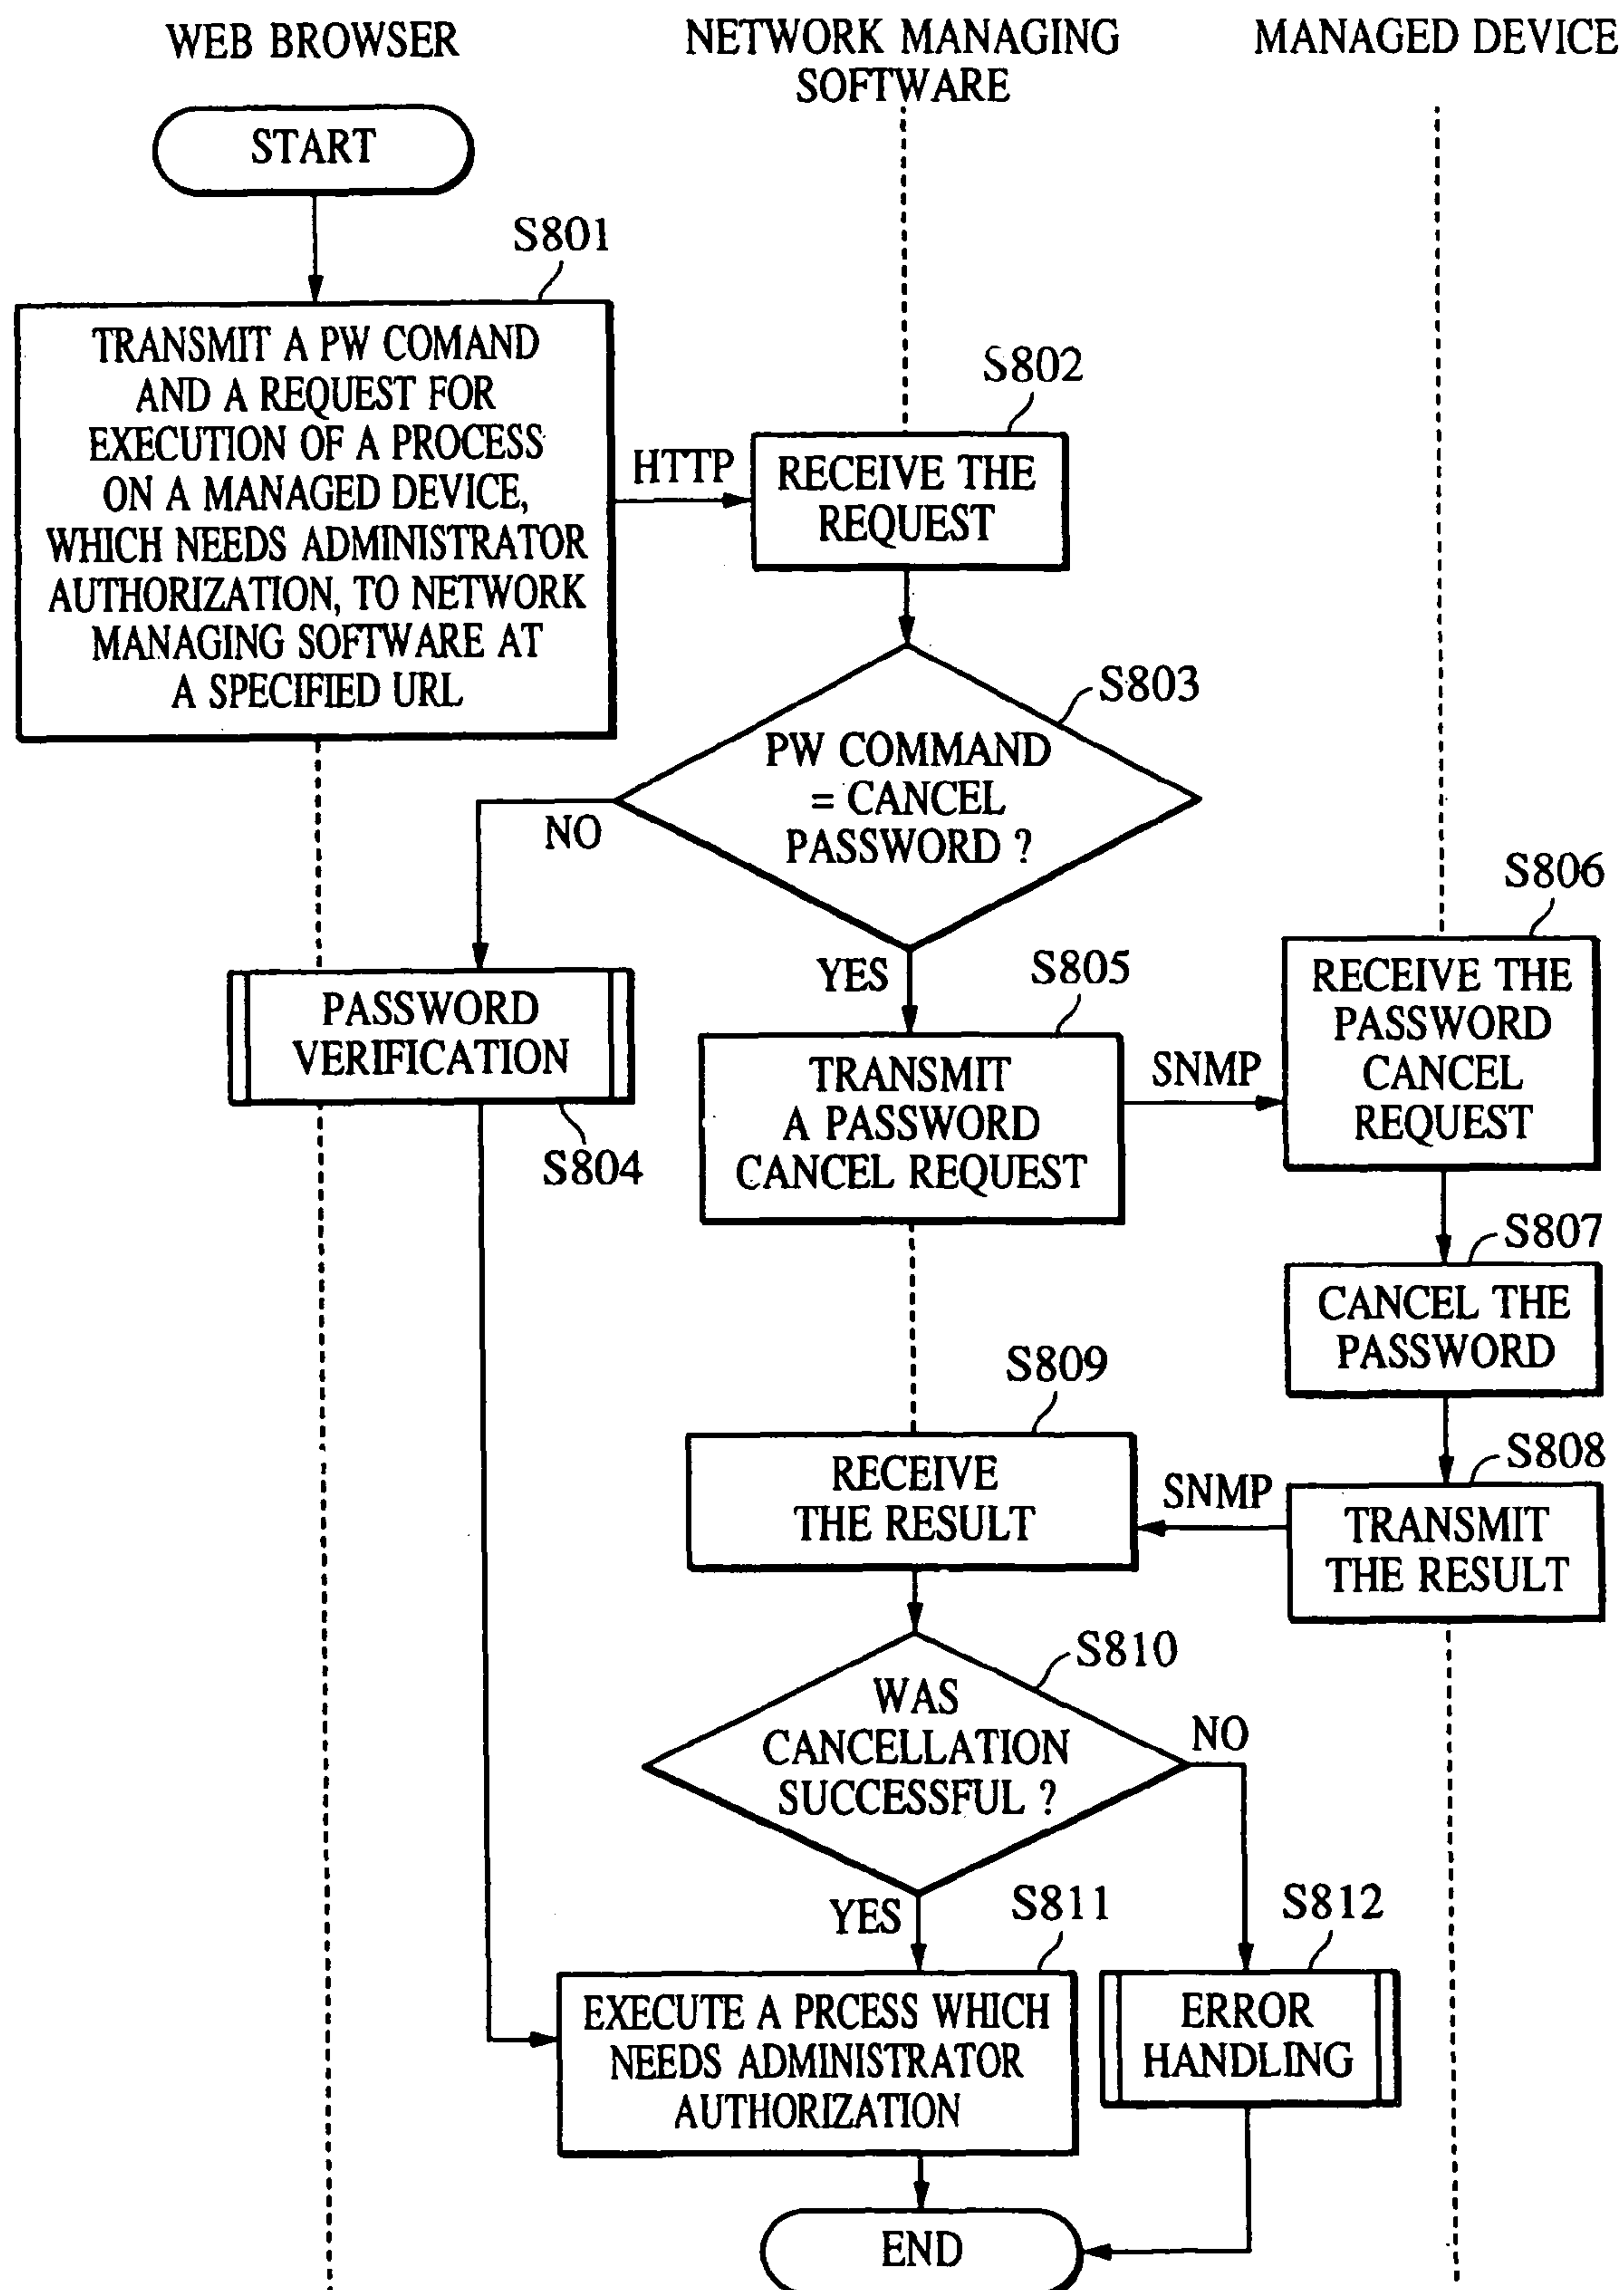 WEB BROWSER
NETWORK MANAGING
SOFTWARE
MANAGED DEVICE
START
S801
TRANSMIT A PW COMAND
AND A REQUEST FOR
EXECUTION OF A PROCESS
ON A MANAGED DEVICE,
WHICH NEEDS ADMINISTRATOR
AUTHORIZATION, TO NETWORK
MANAGING SOFTWARE AT
A SPECIFIED URL
HTTP
S802
RECEIVE THE
REQUEST
S803
PW COMMAND
= CANCEL
PASSWORD ?
NO
YES
PASSWORD
VERIFICATION
S804
S805
TRANSMIT
A PASSWORD
CANCEL REQUEST
SNMP
S806
RECEIVE THE
PASSWORD
CANCEL
REQUEST
S807
CANCEL THE
PASSWORD
S808
TRANSMIT
THE RESULT
SNMP
S809
RECEIVE
THE RESULT
S810
WAS
CANCELLATION
SUCCESSFUL ?
NO
YES
S811
EXECUTE A PRCESS WHICH
NEEDS ADMINISTRATOR
AUTHORIZATION
S812
ERROR
HANDLING
END